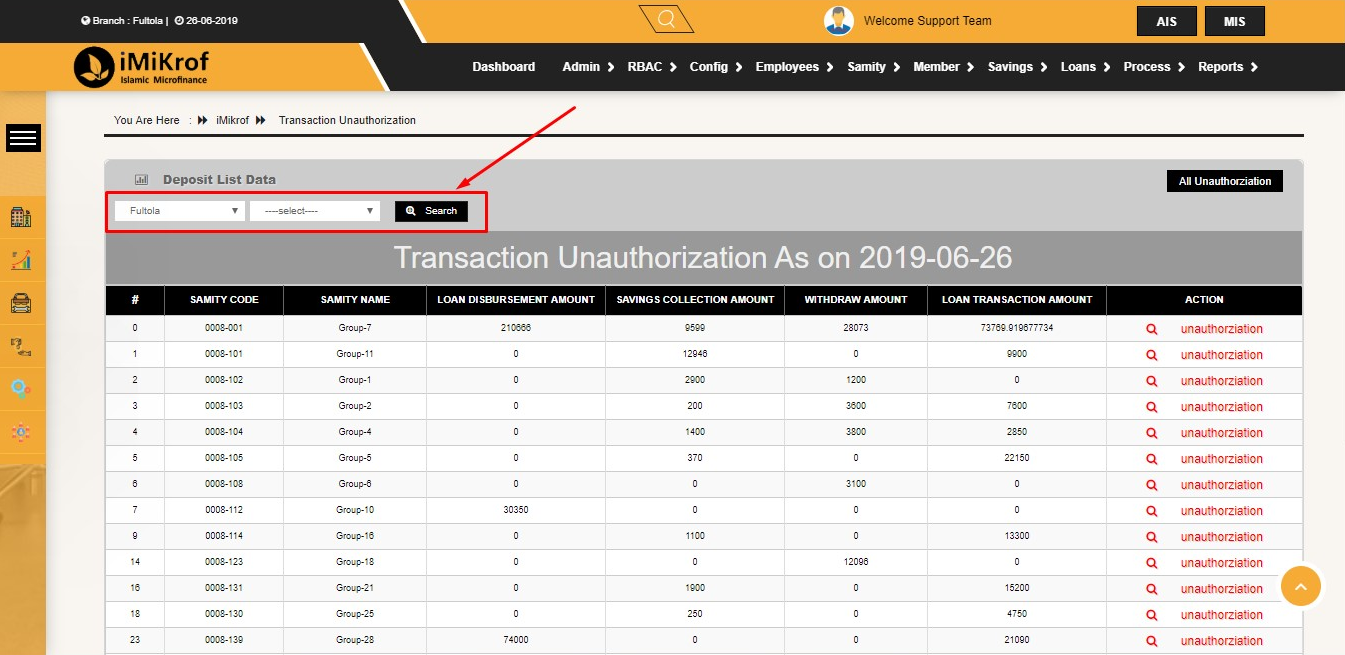 Branch : Fultola | 26-06-2019
Welcome Support Team
AIS MIS
iMiKrof
Islamic Microfinance
Dashboard Admin RBAC Config Employees Samity Member Savings Loans Process Reports
You Are Here : iMikrof Transaction Unauthorization
Deposit List Data
All Unauthorziation
Fultola ----select---- Search
Transaction Unauthorization As on 2019-06-26
# SAMITY CODE SAMITY NAME LOAN DISBURSEMENT AMOUNT SAVINGS COLLECTION AMOUNT WITHDRAW AMOUNT LOAN TRANSACTION AMOUNT ACTION
0 0008-001 Group-7 210666 9599 28073 73769.919677734 unauthorziation
1 0008-101 Group-11 0 12946 0 9900 unauthorziation
2 0008-102 Group-1 0 2900 1200 0 unauthorziation
3 0008-103 Group-2 0 200 3600 7600 unauthorziation
4 0008-104 Group-4 0 1400 3800 2850 unauthorziation
5 0008-105 Group-5 0 370 0 22150 unauthorziation
6 0008-108 Group-6 0 0 3100 0 unauthorziation
7 0008-112 Group-10 30350 0 0 0 unauthorziation
9 0008-114 Group-16 0 1100 0 13300 unauthorziation
14 0008-123 Group-18 0 0 12096 0 unauthorziation
16 0008-131 Group-21 0 1900 0 15200 unauthorziation
18 0008-130 Group-25 0 250 0 4750 unauthorziation
23 0008-139 Group-28 74000 0 0 21090 unauthorziation